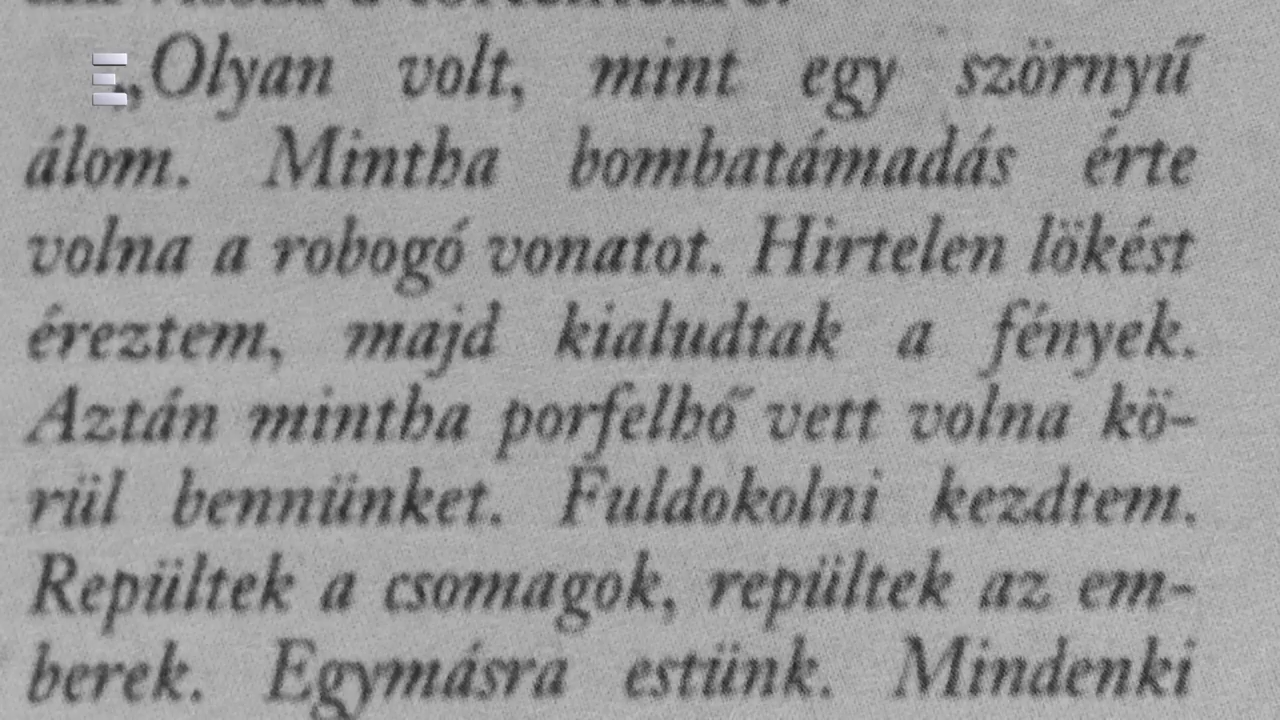 „Olyan volt, mint egy szörnyű
álom. Mintha bombatámadás érte
volna a robogó vonatot. Hirtelen lökést
éreztem, majd kialudtak a fények.
Aztán mintha porfelhő vett volna kö-
rül bennünket. Fuldokolni kezdtem.
Repültek a csomagok, repültek az em-
berek. Egymásra estünk. Mindenki